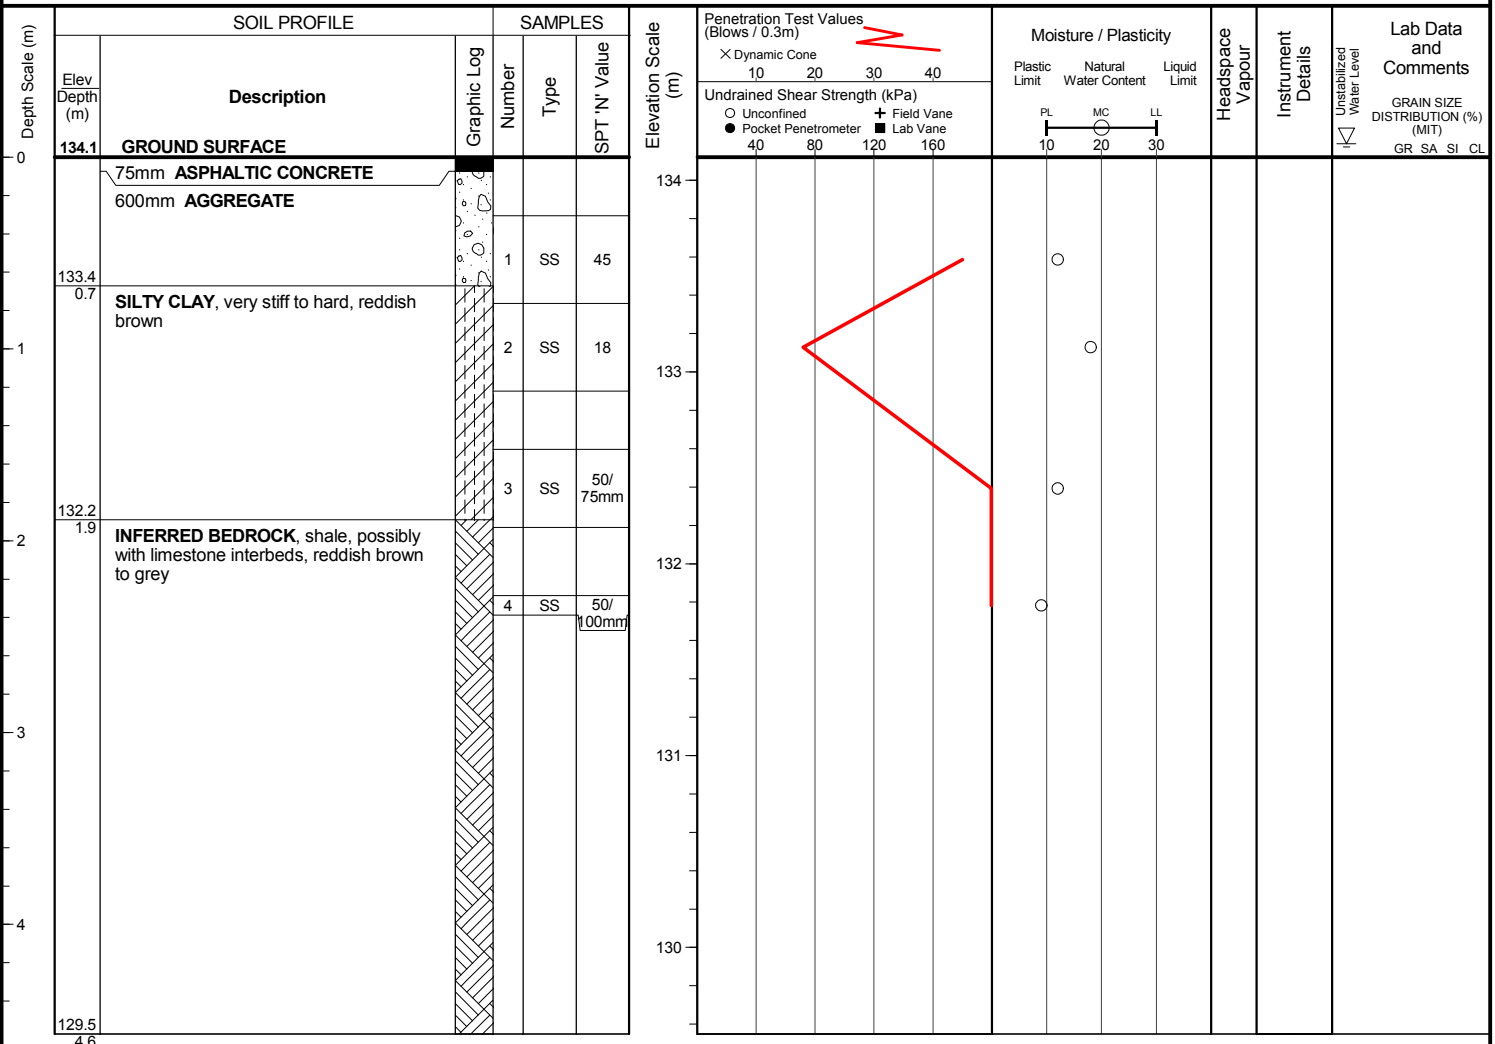 SOIL PROFILE
SAMPLES
Depth Scale (m)
Elev
Depth
(m)
Description
Graphic Log
Number
Type
SPT 'N' Value
Elevation Scale
(m)
Penetration Test Values
(Blows / 0.3m)
Dynamic Cone
10 20 30 40
Undrained Shear Strength (kPa)
Unconfined
Field Vane
Pocket Penetrometer
Lab Vane
40 80 120 160
Moisture / Plasticity
Plastic
Limit
Natural
Water Content
Liquid
Limit
PL MC LL
10 20 30
Headspace
Vapour
Instrument
Details
Unstabilized
Water Level
Lab Data
and
Comments
GRAIN SIZE
DISTRIBUTION (%)
(MIT)
GR SA SI CL
134.1 GROUND SURFACE
0
75mm ASPHALTIC CONCRETE
600mm AGGREGATE
134
1 SS 45
133.4
0.7
SILTY CLAY, very stiff to hard, reddish
brown
1
2 SS 18
133
3 SS 50/
75mm
132.2
1.9
INFERRED BEDROCK, shale, possibly
with limestone interbeds, reddish brown
to grey
2
132
4 SS 50/
100mm
3
131
4
130
129.5
4.6